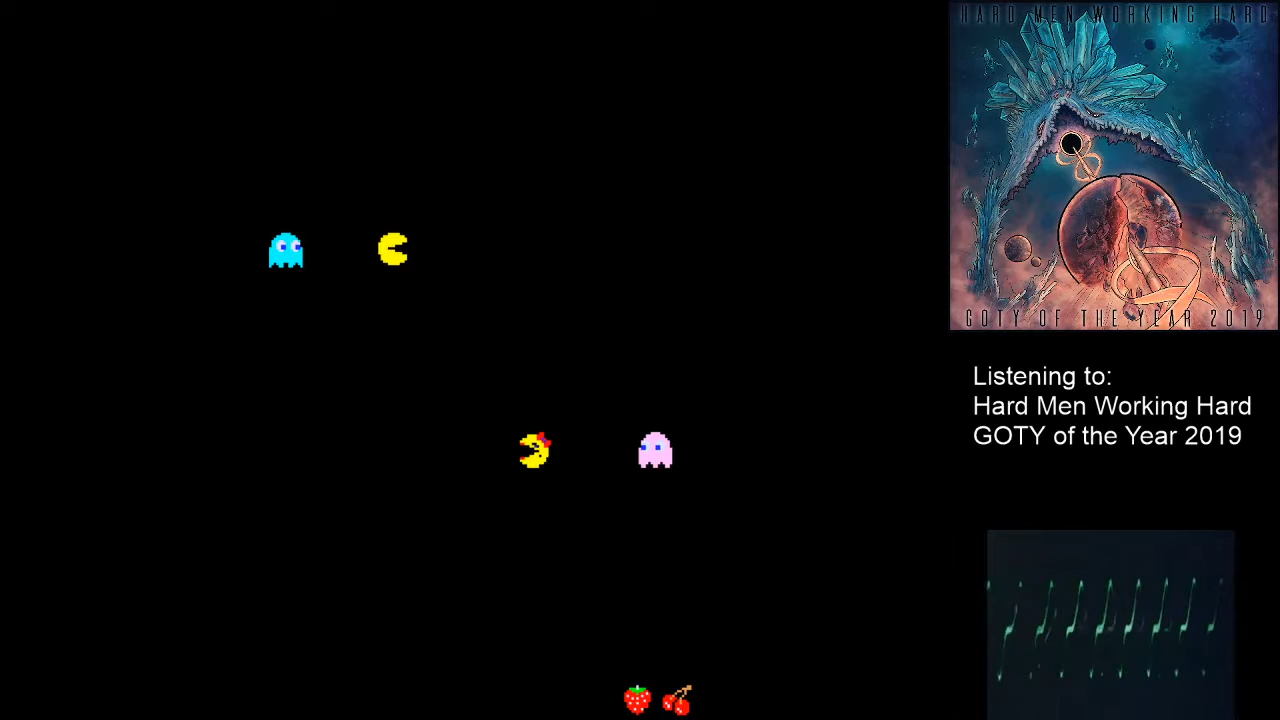 HARD MEN WORKING HARD
GOTY OF THE YEAR 2019
Listening to:
Hard Men Working Hard
GOTY of the Year 2019